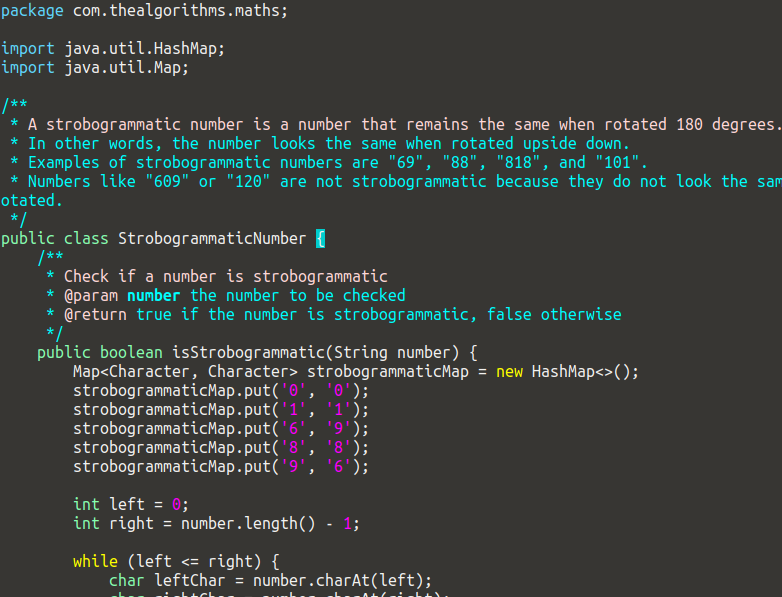 package com.thealgorithms.maths;

import java.util.HashMap;
import java.util.Map;

/**
 * A strobogrammatic number is a number that remains the same when rotated 180 degrees.
 * In other words, the number looks the same when rotated upside down.
 * Examples of strobogrammatic numbers are "69", "88", "818", and "101".
 * Numbers like "609" or "120" are not strobogrammatic because they do not look the sam
otated.
 */
public class StrobogrammaticNumber {
    /**
     * Check if a number is strobogrammatic
     * @param number the number to be checked
     * @return true if the number is strobogrammatic, false otherwise
     */
    public boolean isStrobogrammatic(String number) {
        Map<Character, Character> strobogrammaticMap = new HashMap<>();
        strobogrammaticMap.put('0', '0');
        strobogrammaticMap.put('1', '1');
        strobogrammaticMap.put('6', '9');
        strobogrammaticMap.put('8', '8');
        strobogrammaticMap.put('9', '6');

        int left = 0;
        int right = number.length() - 1;

        while (left <= right) {
            char leftChar = number.charAt(left);
            char rightChar = number.charAt(right);